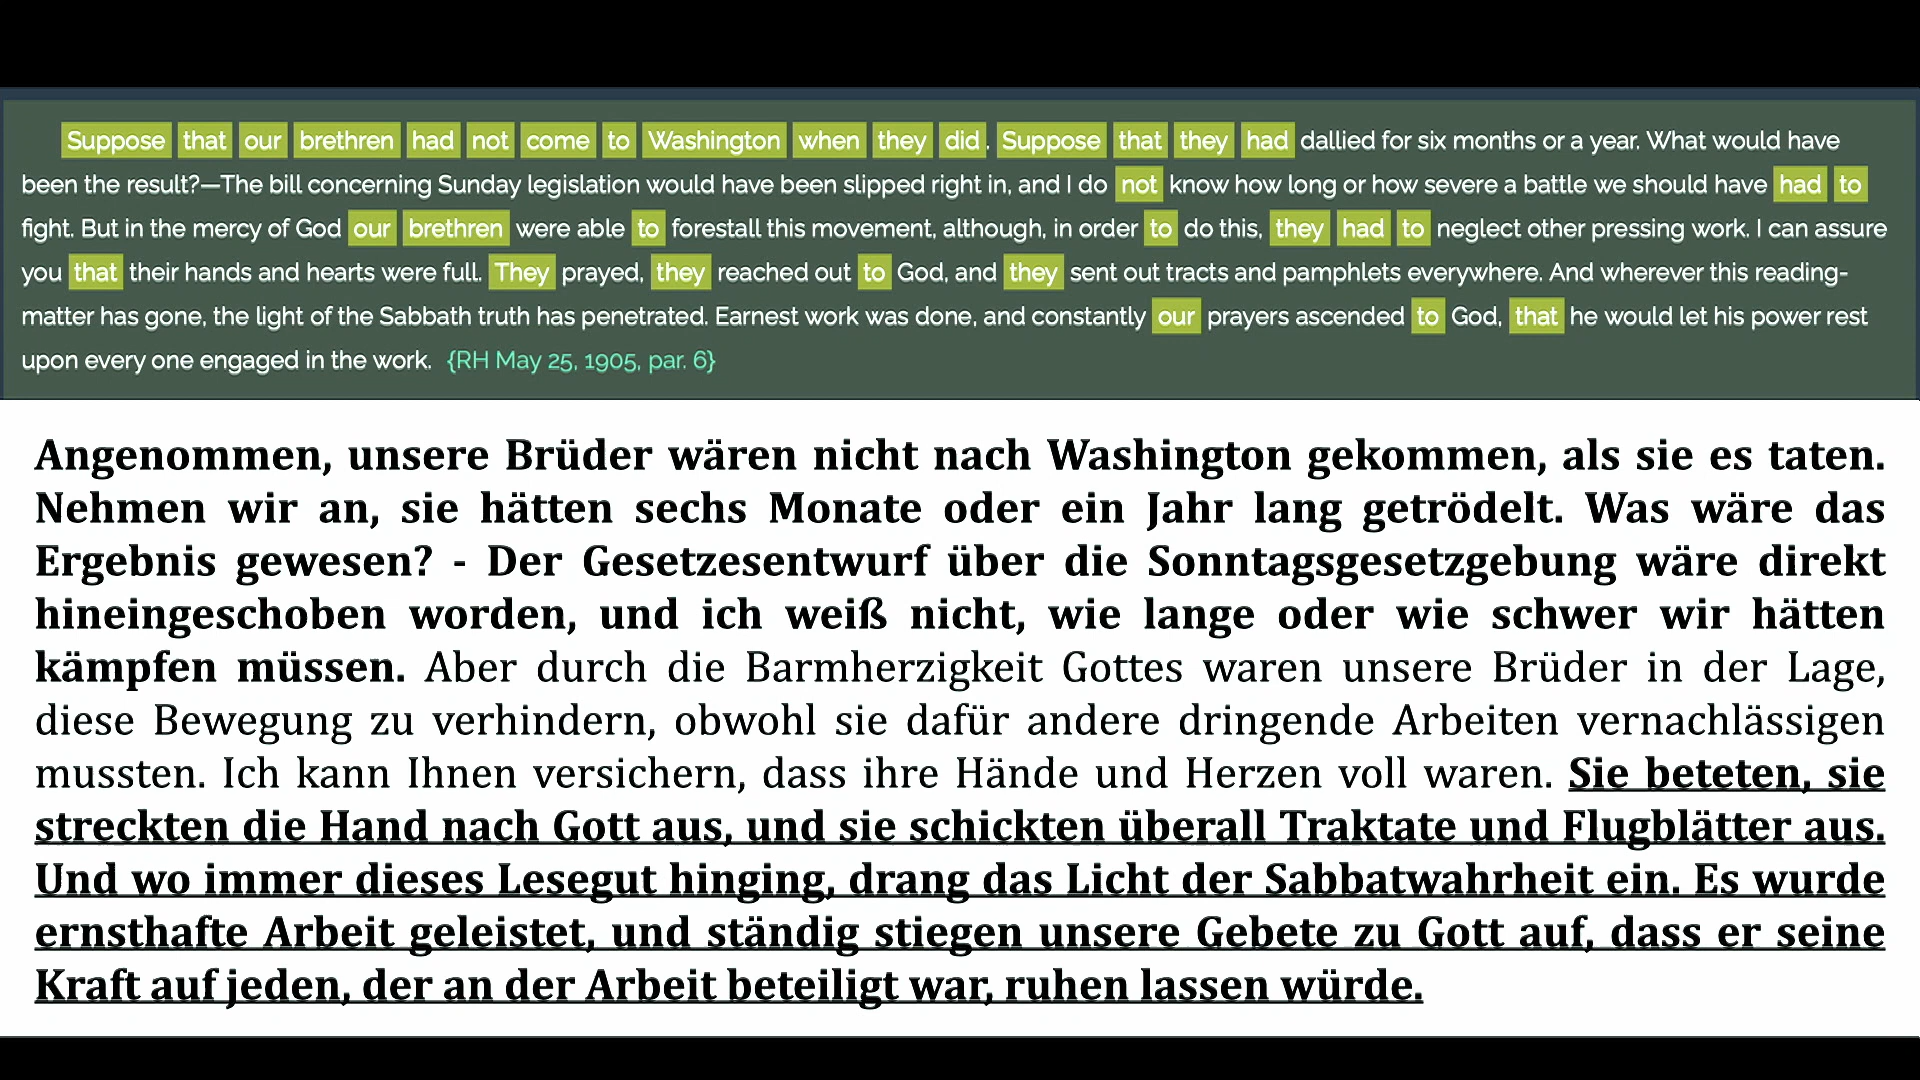 Suppose that our brethren had not come to Washington when they did. Suppose that they had dallied for six months or a year. What would have
been the result?—The bill concerning Sunday legislation would have been slipped right in, and I do not know how long or how severe a battle we should have had to
fight. But in the mercy of God our brethren were able to forestall this movement, although, in order to do this, they had to neglect other pressing work. I can assure
you that their hands and hearts were full. They prayed, they reached out to God, and they sent out tracts and pamphlets everywhere. And wherever this reading-
matter has gone, the light of the Sabbath truth has penetrated. Earnest work was done, and constantly our prayers ascended to God, that he would let his power rest
upon every one engaged in the work. {RH May 25, 1905, par. 6}
Angenommen, unsere Brüder wären nicht nach Washington gekommen, als sie es taten.
Nehmen wir an, sie hätten sechs Monate oder ein Jahr lang getrödelt. Was wäre das
Ergebnis gewesen? - Der Gesetzesentwurf über die Sonntagsgesetzgebung wäre direkt
hineingeschoben worden, und ich weiß nicht, wie lange oder wie schwer wir hätten
kämpfen müssen. Aber durch die Barmherzigkeit Gottes waren unsere Brüder in der Lage,
diese Bewegung zu verhindern, obwohl sie dafür andere dringende Arbeiten vernachlässigen
mussten. Ich kann Ihnen versichern, dass ihre Hände und Herzen voll waren. Sie beteten, sie
streckten die Hand nach Gott aus, und sie schickten überall Traktate und Flugblätter aus.
Und wo immer dieses Lesegut hinging, drang das Licht der Sabbatwahrheit ein. Es wurde
ernsthafte Arbeit geleistet, und ständig stiegen unsere Gebete zu Gott auf, dass er seine
Kraft auf jeden, der an der Arbeit beteiligt war, ruhen lassen würde.